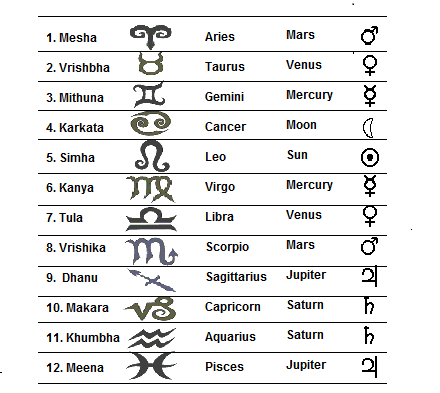 1. Mesha Aries Mars
2. Vrishbha Taurus Venus
3. Mithuna Gemini Mercury
4. Karkata Cancer Moon
5. Simha Leo Sun
6. Kanya Virgo Mercury
7. Tula Libra Venus
8. Vrishika Scorpio Mars
9. Dhanu Sagittarius Jupiter
10. Makara Capricorn Saturn
11. Khumbha Aquarius Saturn
12. Meena Pisces Jupiter